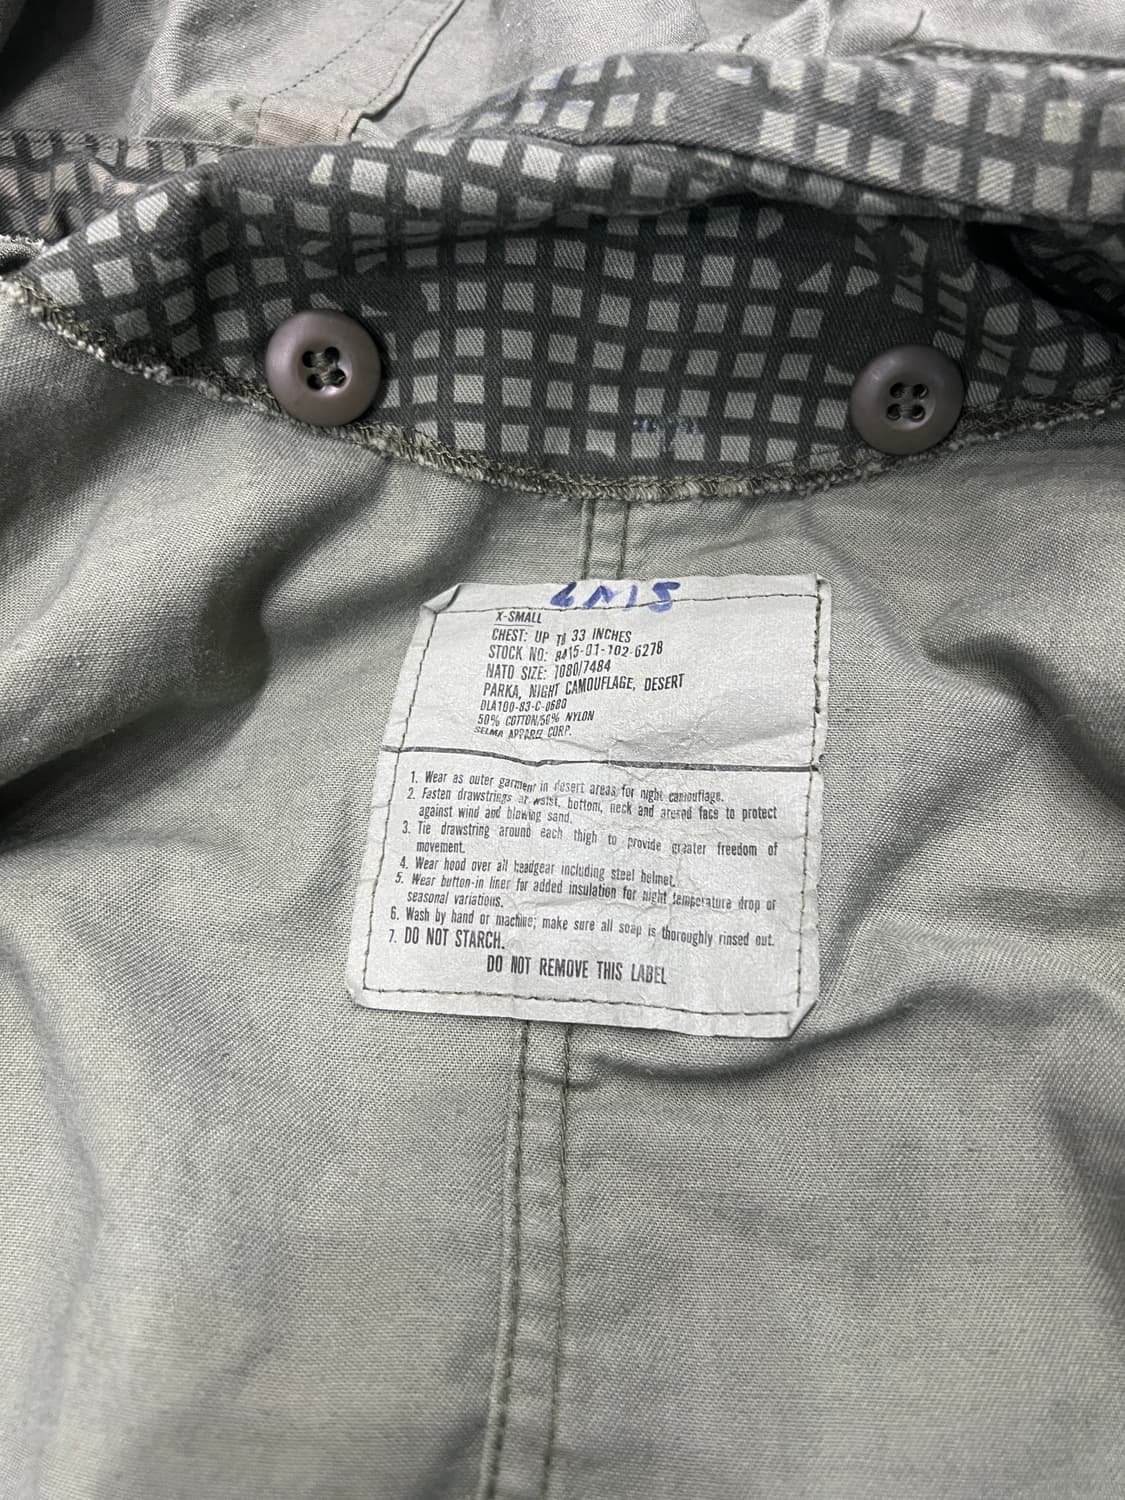 X-SMALL
CHEST: UP TO 33 INCHES
STOCK NO: 8415-01-102-6278
NATO SIZE: 7080/7484
PARKA, NIGHT CAMOUFLAGE, DESERT
DLA100-83-C-0680
50% COTTON/50% NYLON
SELMA APPAREL CORP.
1. Wear as outer garment in desert areas for night camouflage.
2. Fasten drawstrings at waist, bottom, neck and around face to protect
against wind and blowing sand.
3. Tie drawstring around each thigh to provide greater freedom of
movement.
4. Wear hood over all headgear including steel helmet.
5. Wear button-in liner for added insulation for night temperature drop or
seasonal variations.
6. Wash by hand or machine; make sure all soap is thoroughly rinsed out.
7. DO NOT STARCH.
DO NOT REMOVE THIS LABEL